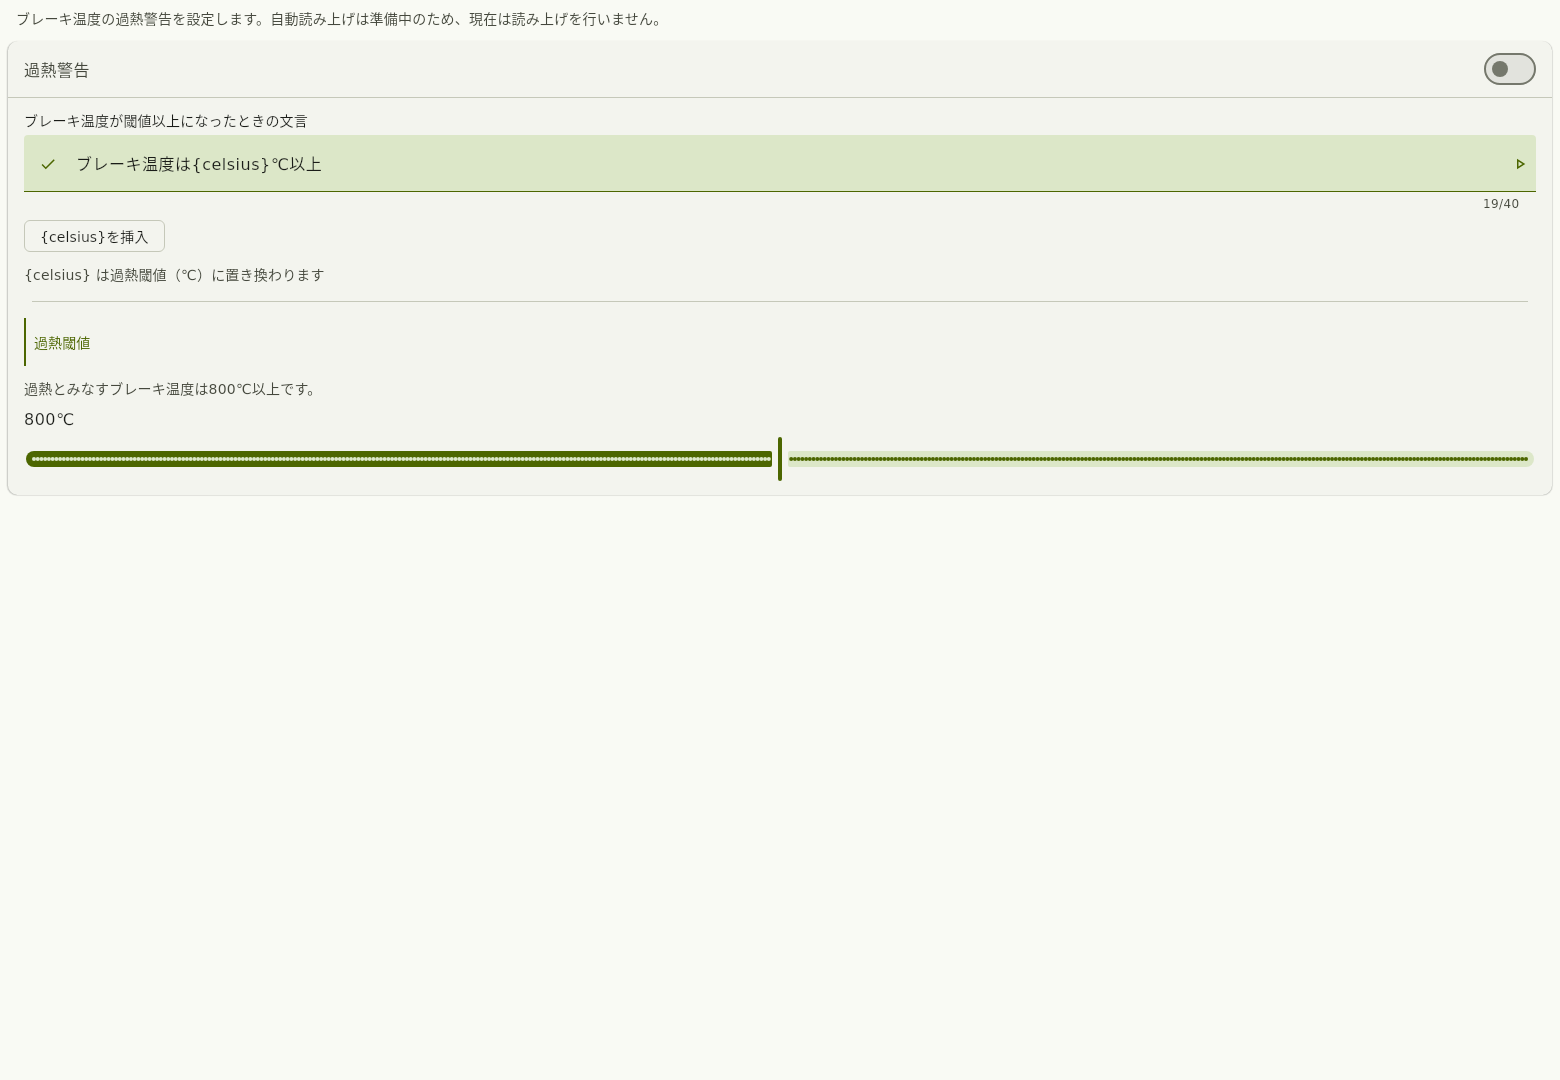 ブレーキ温度の過熱警告を設定します。自動読み上げは準備中のため、現在は読み上げを行いません。
過熱警告
ブレーキ温度が閾値以上になったときの文言
ブレーキ温度は{celsius}℃以上
19/40
{celsius}を挿入
{celsius} は過熱閾値（℃）に置き換わります
過熱閾値
過熱とみなすブレーキ温度は800℃以上です。
800℃